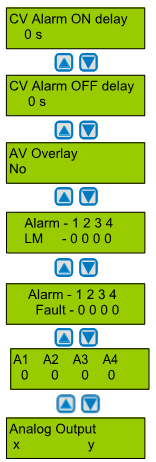 CV Alarm ON delay
0 s
CV Alarm OFF delay
0 s
AV Overlay
No
Alarm - 1 2 3 4
LM - 0 0 0 0
Alarm - 1 2 3 4
Fault - 0 0 0 0
A1 A2 A3 A4
0 0 0 0
Analog Output
x y